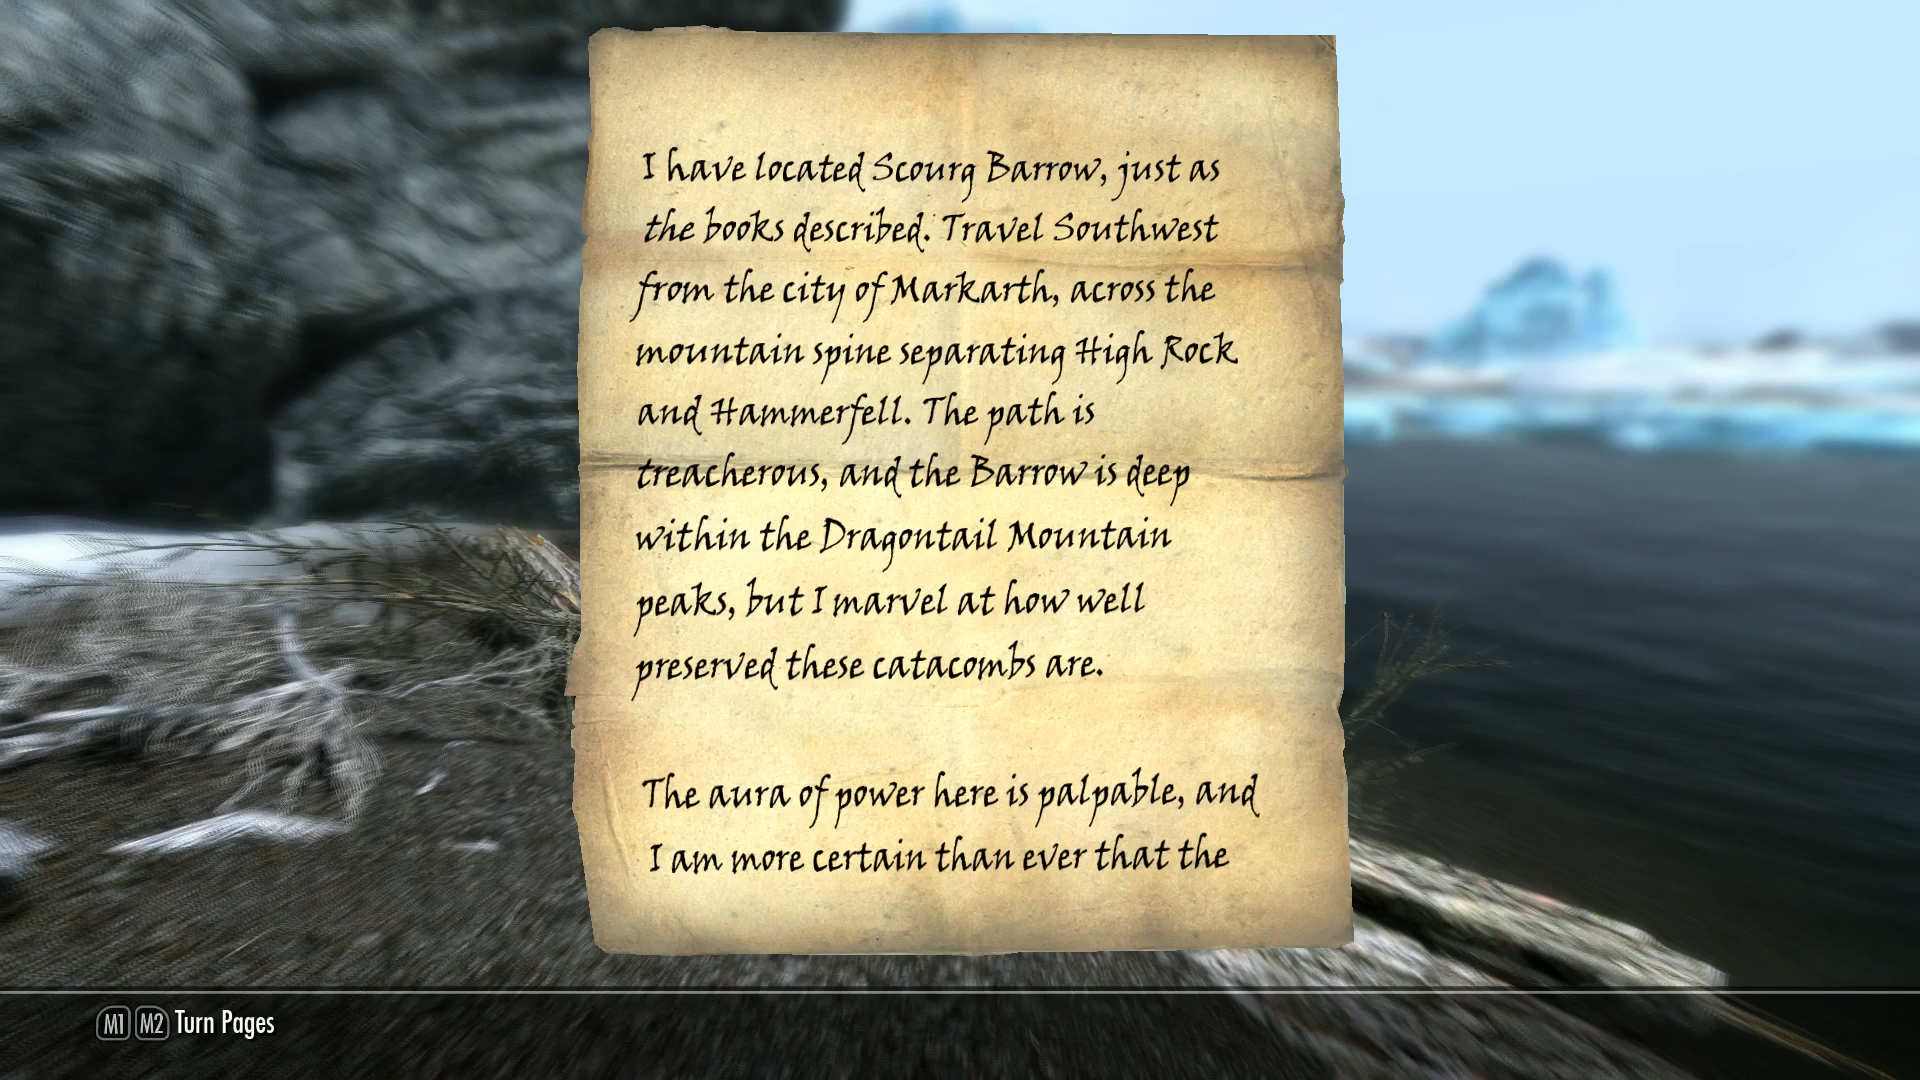 I have located Scourg Barrow, just as
the books described. Travel Southwest
from the city of Markarth, across the
mountain spine separating High Rock
and Hammerfell. The path is
treacherous, and the Barrow is deep
within the Dragontail Mountain
peaks, but I marvel at how well
preserved these catacombs are.
The aura of power here is palpable, and
I am more certain than ever that the
M1 M2 Turn Pages